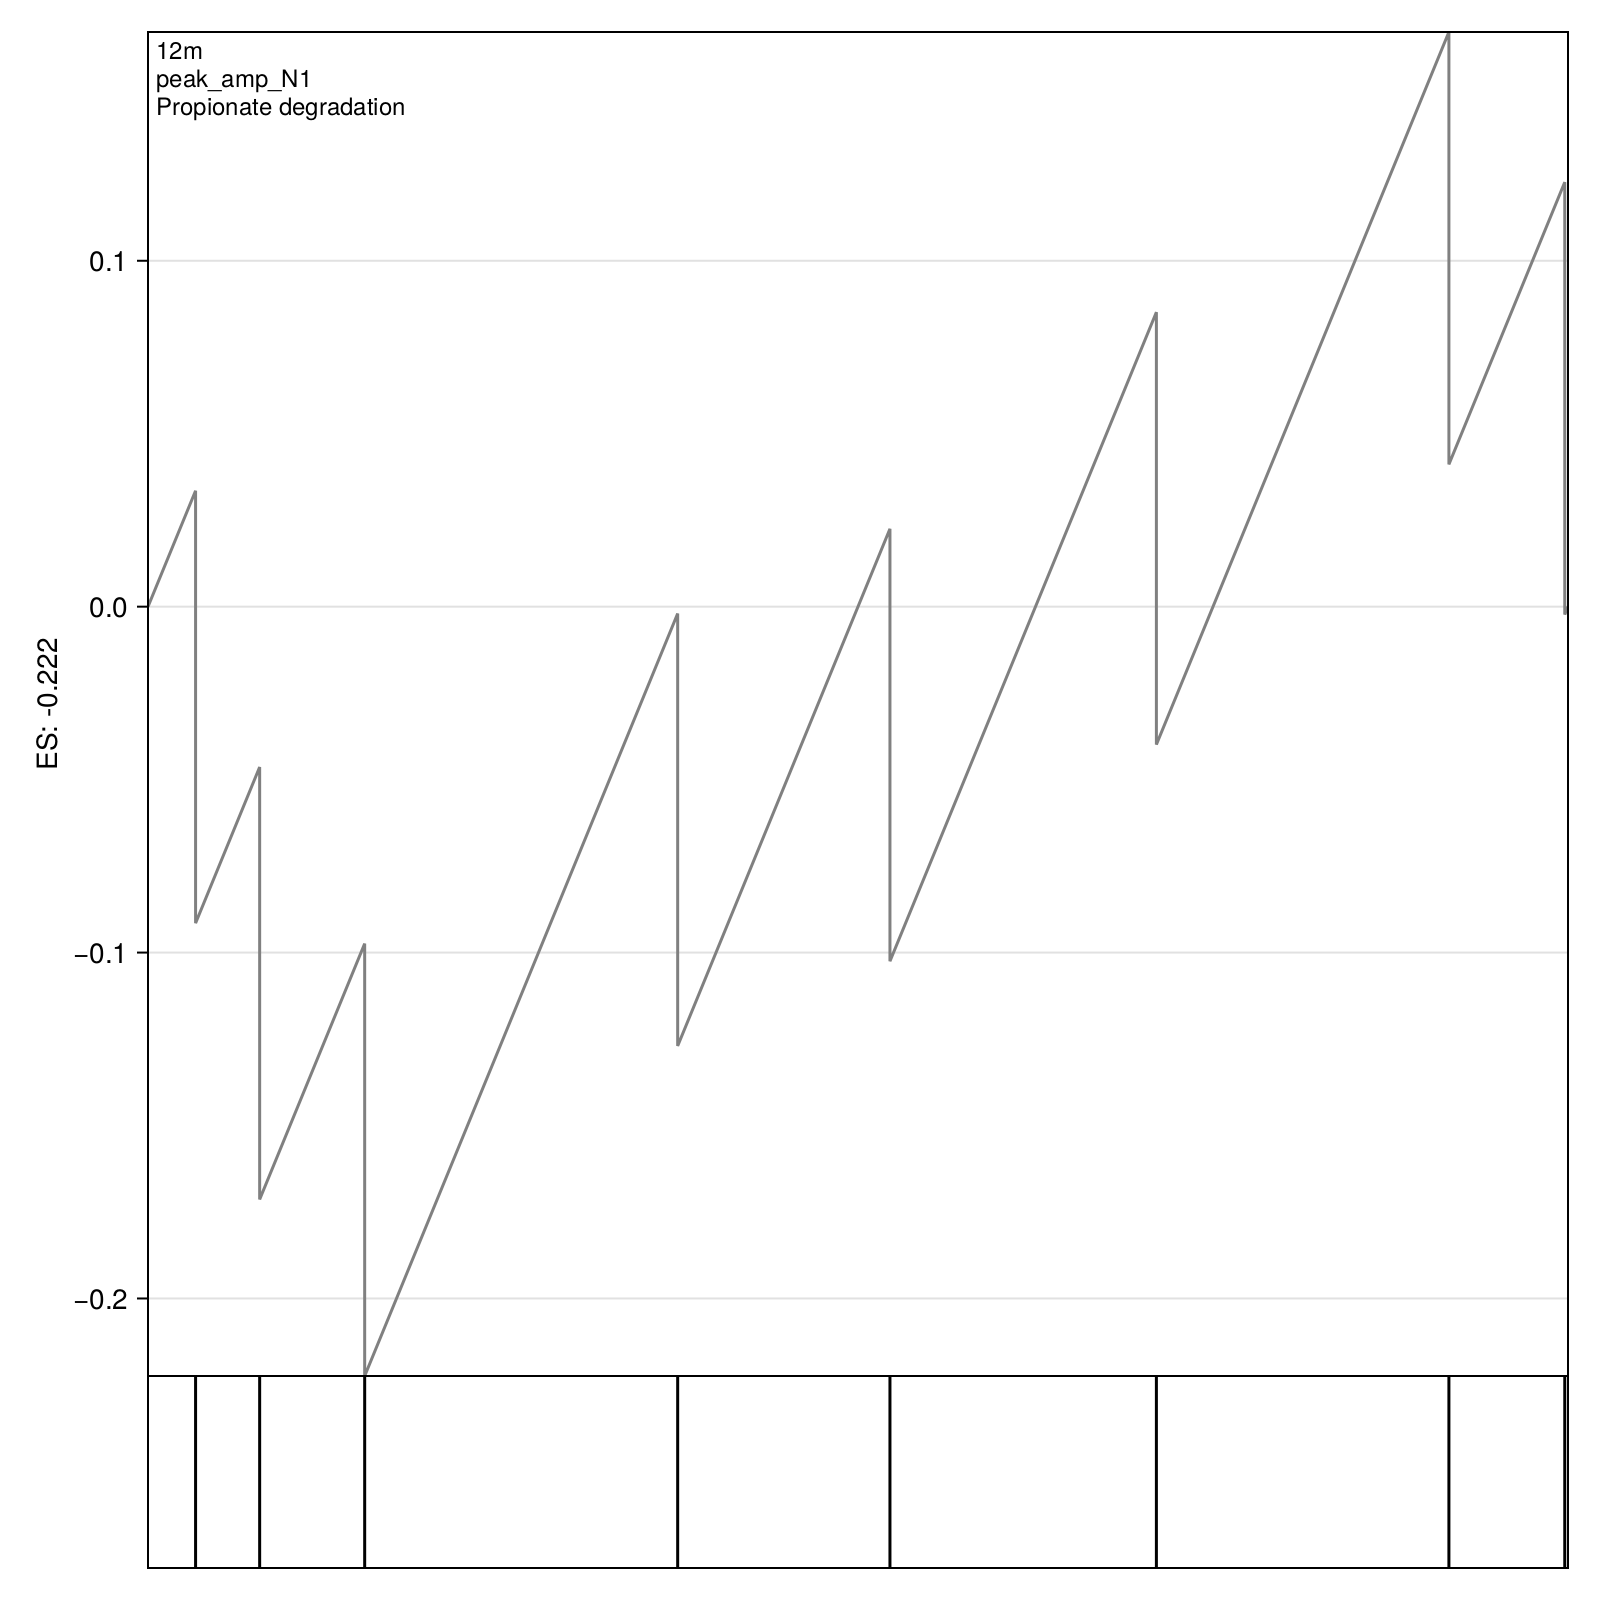 12m
peak_amp_N1
Propionate degradation
0.1
0.0
−0.1
−0.2
ES: -0.222